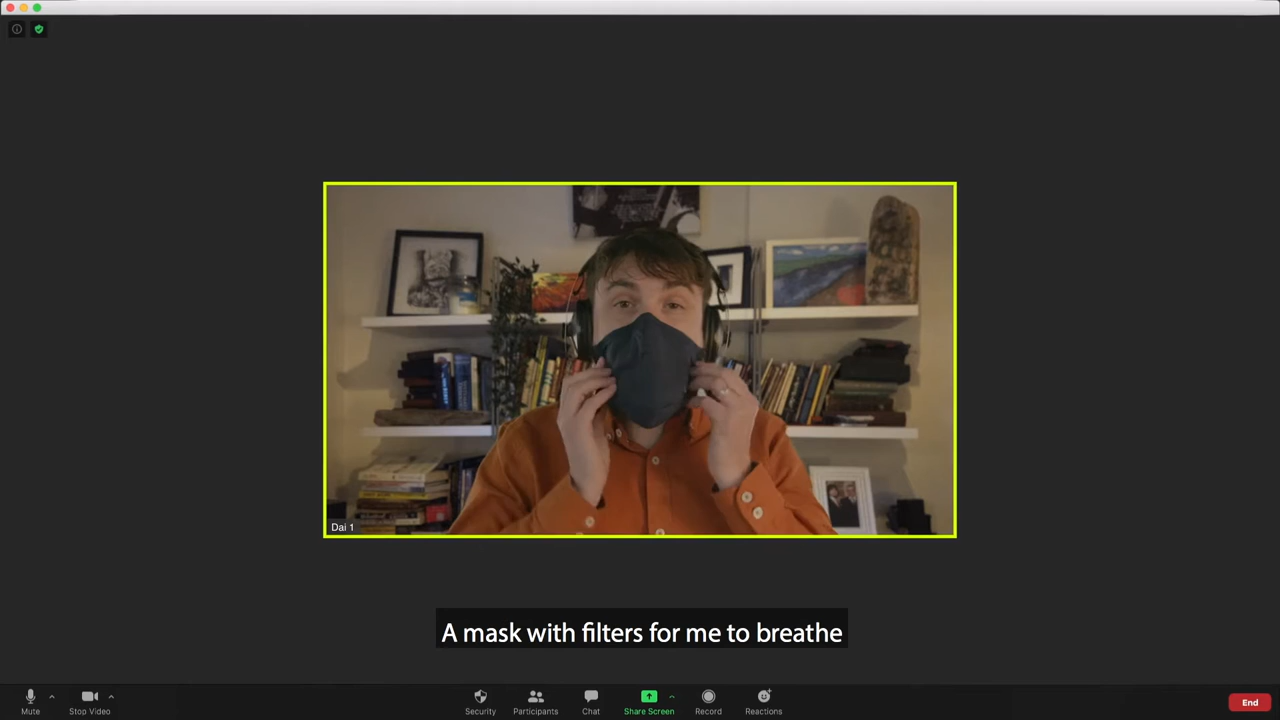 Dai 1
A mask with filters for me to breathe
Mute
Stop Video
Security
Participants
Chat
Share Screen
Record
Reactions
End